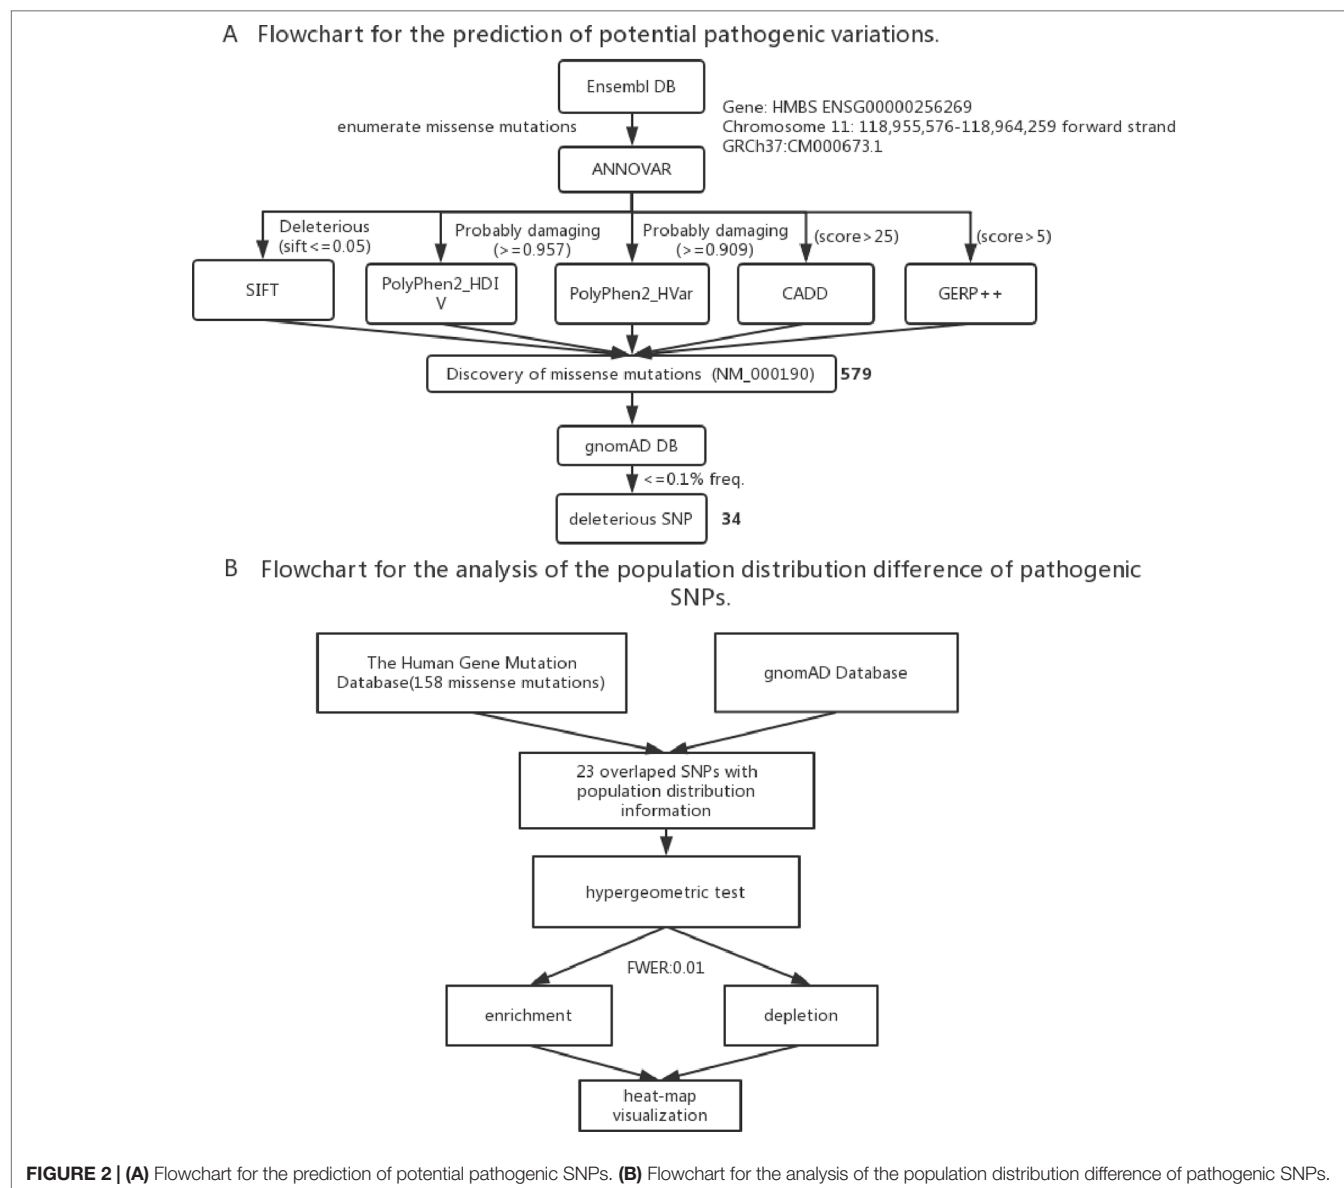 A Flowchart for the prediction of potential pathogenic variations.
Ensembl DB
enumerate missense mutations
Gene: HMBS ENSG00000256269
Chromosome 11: 118,955,576-118,964,259 forward strand
GRCh37:CM000673.1
ANNOVAR
Deleterious
(sift<=0.05)
Probably damaging
(>=0.957)
Probably damaging
(>=0.909)
(score>25)
(score>5)
SIFT
PolyPhen2_HDI
V
PolyPhen2_HVar
CADD
GERP++
Discovery of missense mutations (NM_000190) 579
gnomAD DB
<=0.1% freq.
deleterious SNP 34
B Flowchart for the analysis of the population distribution difference of pathogenic
SNPs.
The Human Gene Mutation
Database(158 missense mutations)
gnomAD Database
23 overlaped SNPs with
population distribution
information
hypergeometric test
FWER:0.01
enrichment
depletion
heat-map
visualization
FIGURE 2 | (A) Flowchart for the prediction of potential pathogenic SNPs. (B) Flowchart for the analysis of the population distribution difference of pathogenic SNPs.